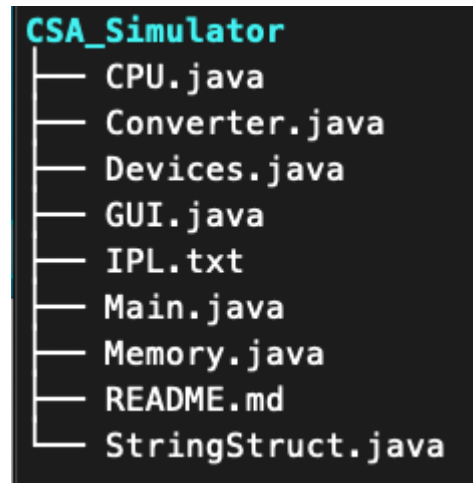 CSA_Simulator
├── CPU.java
├── Converter.java
├── Devices.java
├── GUI.java
├── IPL.txt
├── Main.java
├── Memory.java
├── README.md
└── StringStruct.java